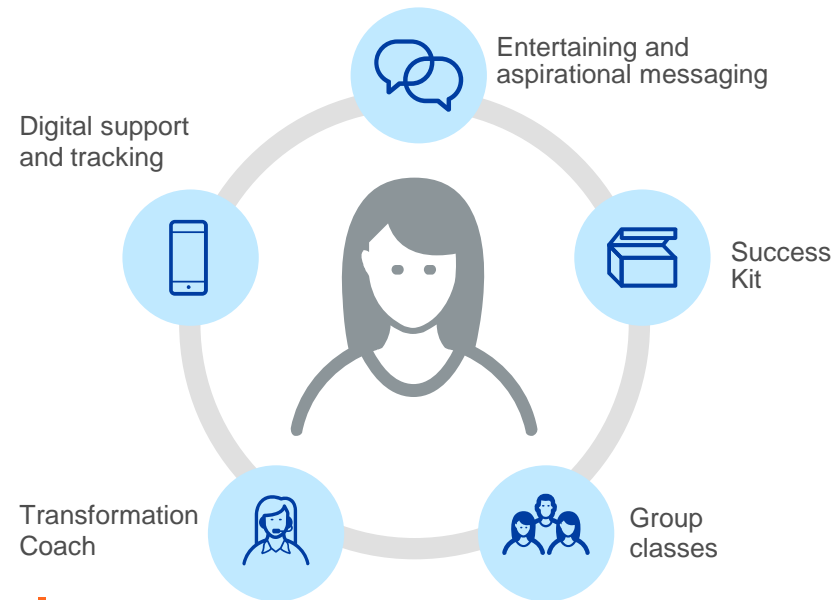 Entertaining and
aspirational messaging
Digital support
and tracking
Success
Kit
Transformation
Coach
Group
classes